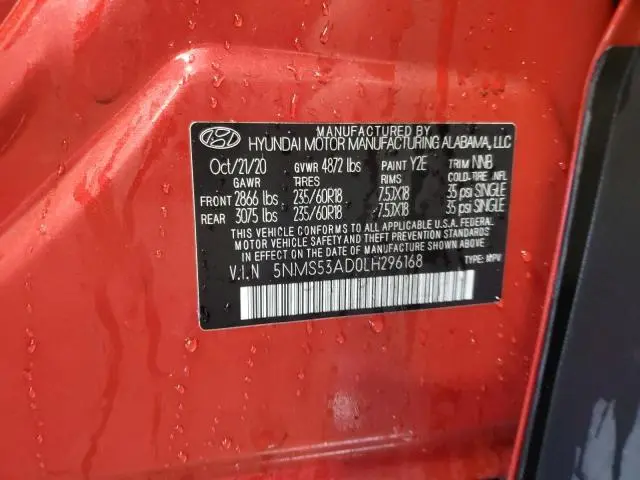 MANUFACTURED BY
HYUNDAI MOTOR MANUFACTURING ALABAMA, LLC
Oct/21/20 GVWR 4872 lbs PAINT Y2E TRIM NNB
GAWR TIRES RIMS COLD-TIRE INFL
FRONT 2866 lbs 235/60R18 7.5JX18 35 psi SINGLE
REAR 3075 lbs 235/60R18 7.5JX18 35 psi SINGLE
THIS VEHICLE CONFORMS TO ALL APPLICABLE U.S.A. FEDERAL
MOTOR VEHICLE SAFETY AND BUMPER STANDARDS
IN EFFECT ON THE DATE OF MANUFACTURE SHOWN ABOVE.
V.I.N 5NMS53AD0LH296168 TYPE: MPV